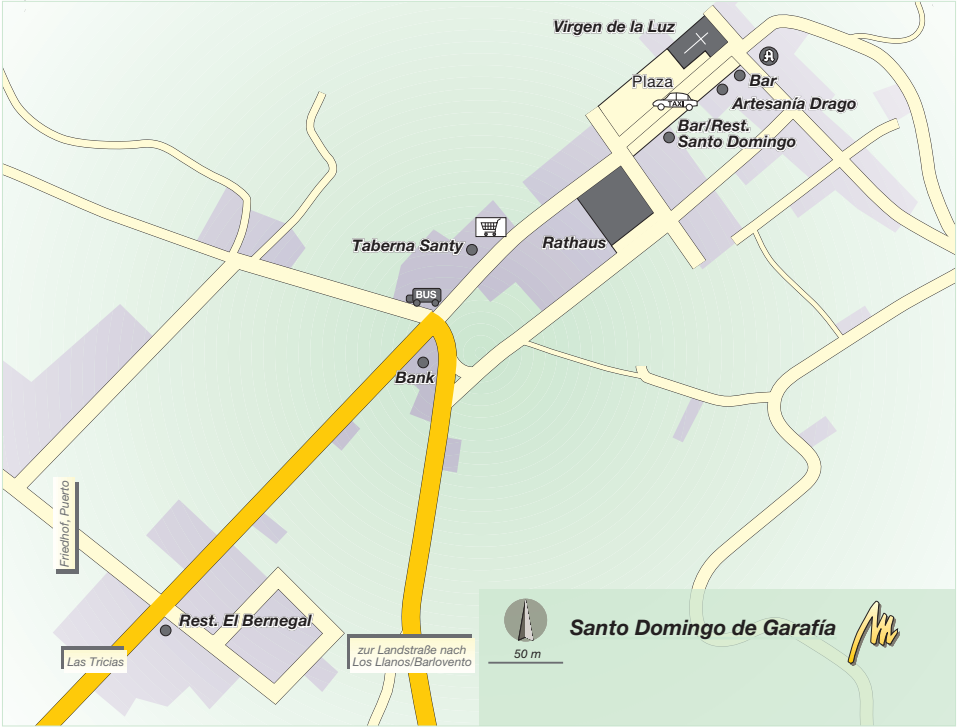 Virgen de la Luz
Plaza
Bar
TAXI
Artesanía Drago
Bar/Rest.
Santo Domingo
Taberna Santy
Rathaus
BUS
Bank
Friedhof, Puerto
Rest. El Bernegal
Las Tricias
zur Landstraße nach
Los Llanos/Barlovento
50 m
Santo Domingo de Garafía